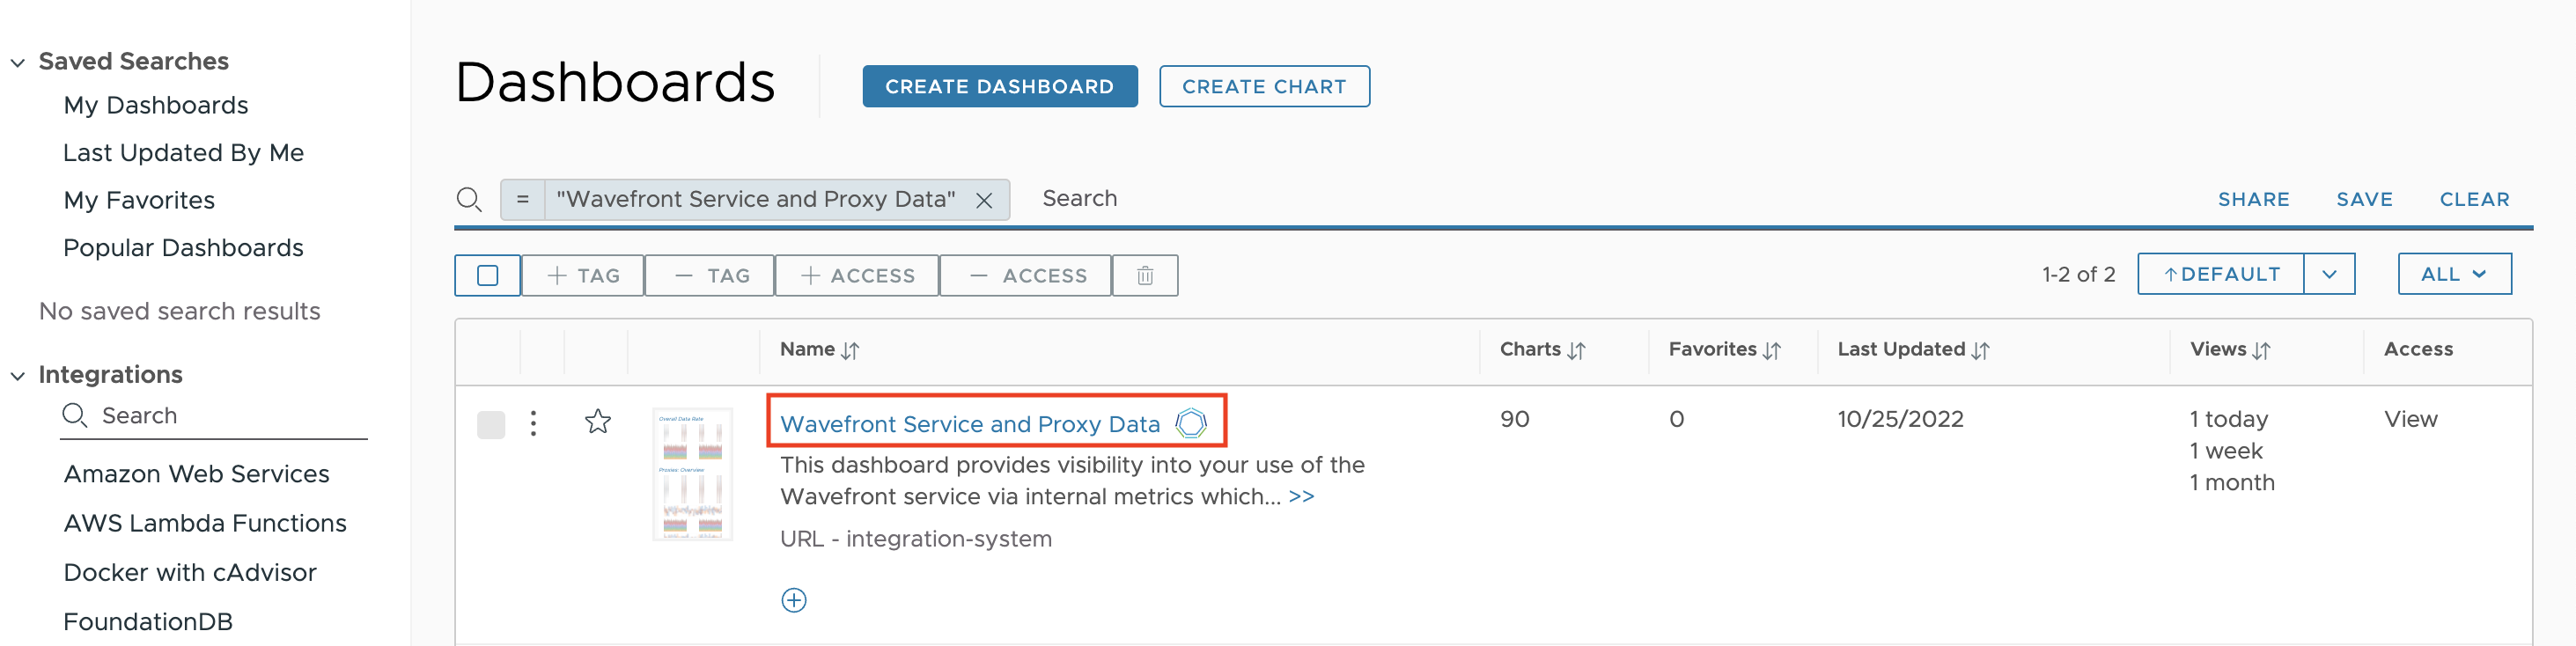 Saved Searches
My Dashboards
Last Updated By Me
My Favorites
Popular Dashboards
No saved search results
Integrations
Search
Amazon Web Services
AWS Lambda Functions
Docker with cAdvisor
FoundationDB
Dashboards
CREATE DASHBOARD
CREATE CHART
= "Wavefront Service and Proxy Data" Search
SHARE SAVE CLEAR
+ TAG − TAG + ACCESS − ACCESS
1-2 of 2 ↑DEFAULT ALL
Name Charts Favorites Last Updated Views Access
Overall Data Rate
Proxies: Overview
Wavefront Service and Proxy Data
This dashboard provides visibility into your use of the
Wavefront service via internal metrics which... >>
URL - integration-system
90
0
10/25/2022
1 today
1 week
1 month
View